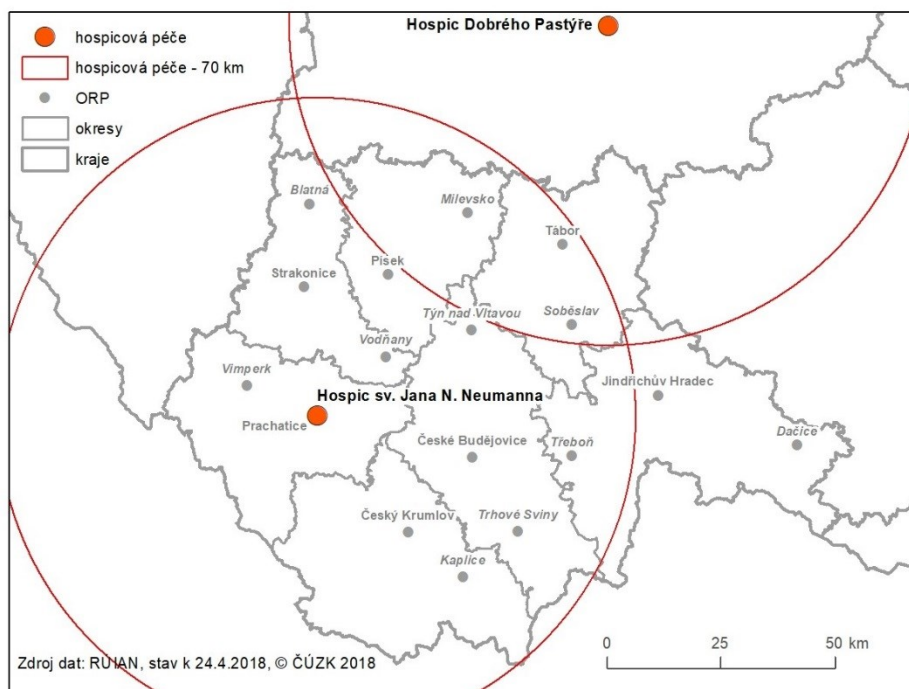 Hospic Dobrého Pastýře
hospicová péče
hospicová péče - 70 km
ORP
okresy
kraje
Blatná
Milevsko
Tábor
Písek
Strakonice
Týn nad Vltavou
Soběslav
Vodňany
Vimperk
Jindřichův Hradec
Hospic sv. Jana N. Neumanna
Prachatice
České Budějovice
Třeboň
Dačice
Český Krumlov
Trhové Sviny
Kaplice
Zdroj dat: RÚIAN, stav k 24.4.2018, © ČÚZK 2018
0 25 50 km